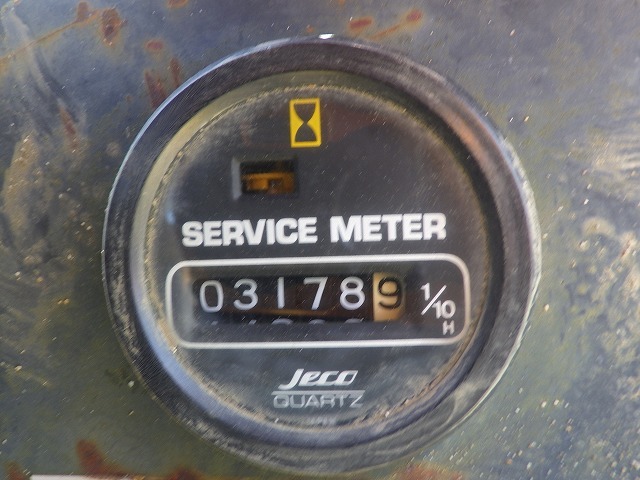 SERVICE METER
031789 1/10 H
Jeco
QUARTZ